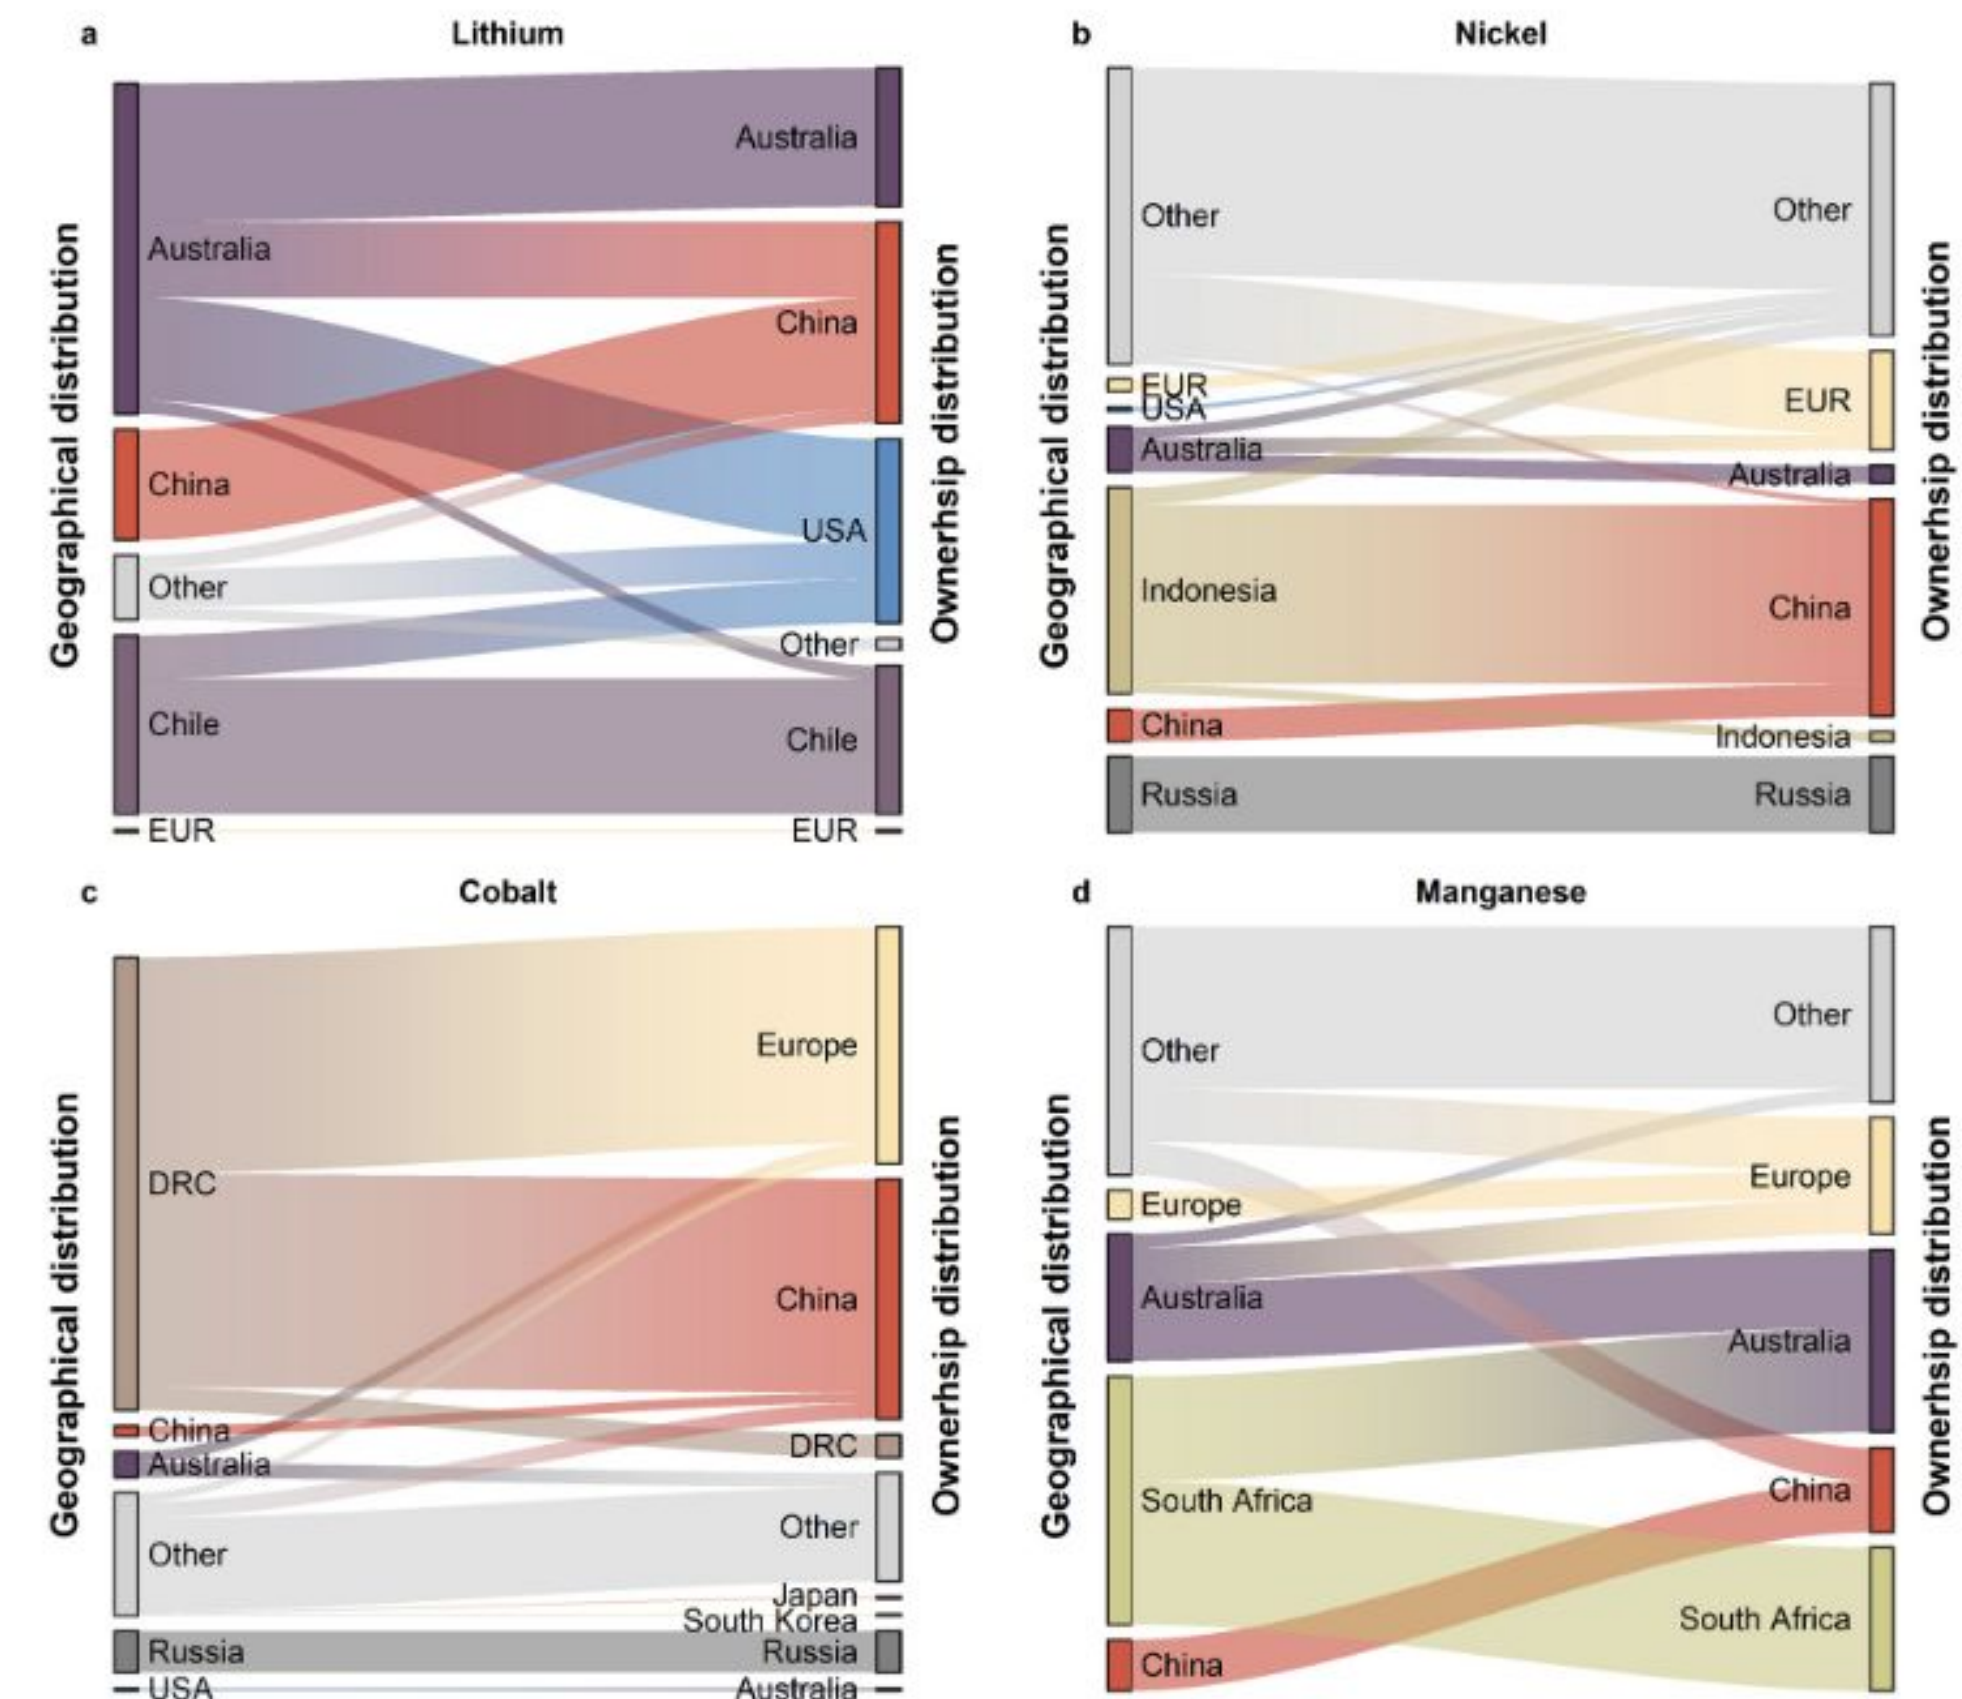 a
Lithium
Geographical distribution
Australia
China
Other
Chile
EUR
Australia
China
USA
Other
Chile
EUR
Ownerhsip distribution
b
Nickel
Geographical distribution
Other
EUR
USA
Australia
Indonesia
China
Russia
Other
EUR
Australia
China
Indonesia
Russia
Ownerhsip distribution
c
Cobalt
Geographical distribution
DRC
China
Australia
Other
Russia
USA
Europe
China
DRC
Other
Japan
South Korea
Russia
Australia
Ownerhsip distribution
d
Manganese
Geographical distribution
Other
Europe
Australia
South Africa
China
Other
Europe
Australia
China
South Africa
Ownerhsip distribution